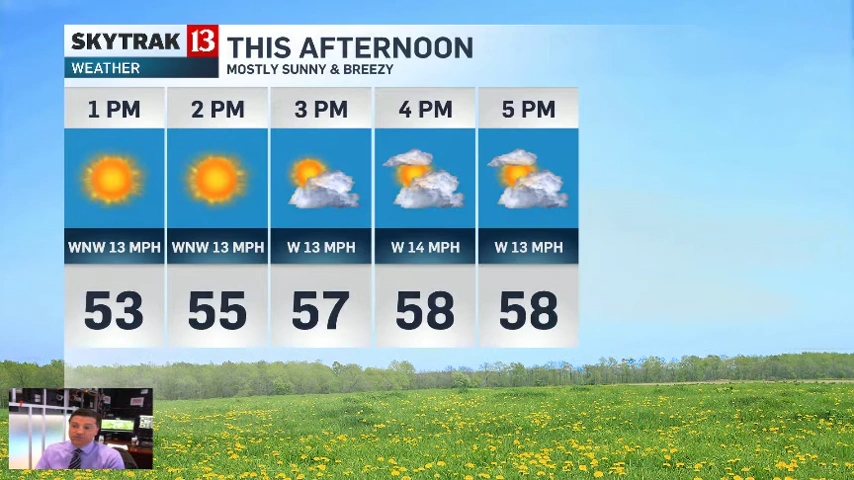 SKYTRAK 13
WEATHER
THIS AFTERNOON
MOSTLY SUNNY & BREEZY
1 PM 2 PM 3 PM 4 PM 5 PM
WNW 13 MPH WNW 13 MPH W 13 MPH W 14 MPH W 13 MPH
53 55 57 58 58